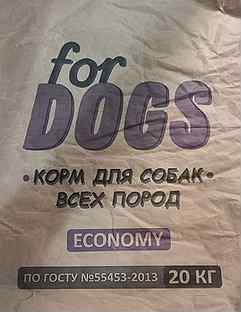 for
DOGS
• КОРМ ДЛЯ СОБАК •
ВСЕХ ПОРОД
ECONOMY
ПО ГОСТУ №55453-2013 20 КГ